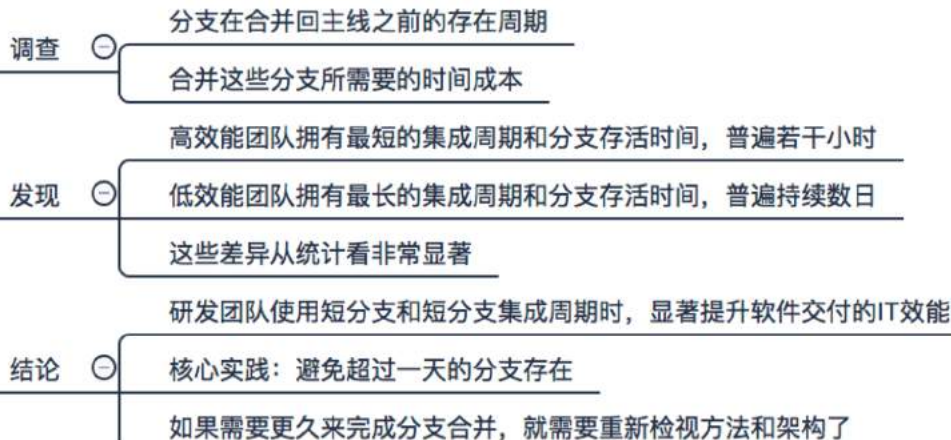 调查
分支在合并回主线之前的存在周期
合并这些分支所需要的时间成本
发现
高效能团队拥有最短的集成周期和分支存活时间，普遍若干小时
低效能团队拥有最长的集成周期和分支存活时间，普遍持续数日
这些差异从统计看非常显著
结论
研发团队使用短分支和短分支集成周期时，显著提升软件交付的IT效能
核心实践：避免超过一天的分支存在
如果需要更久来完成分支合并，就需要重新检视方法和架构了